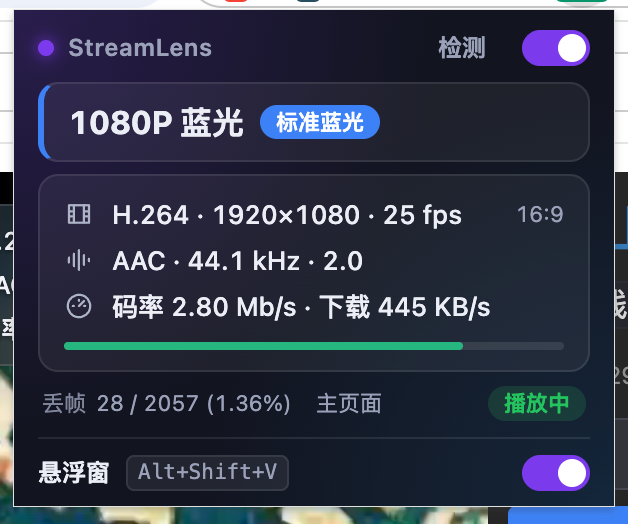 StreamLens 检测
1080P 蓝光 标准蓝光
H.264 · 1920×1080 · 25 fps 16:9
AAC · 44.1 kHz · 2.0
码率 2.80 Mb/s · 下载 445 KB/s
丢帧 28 / 2057 (1.36%) 主页面 播放中
悬浮窗 Alt+Shift+V